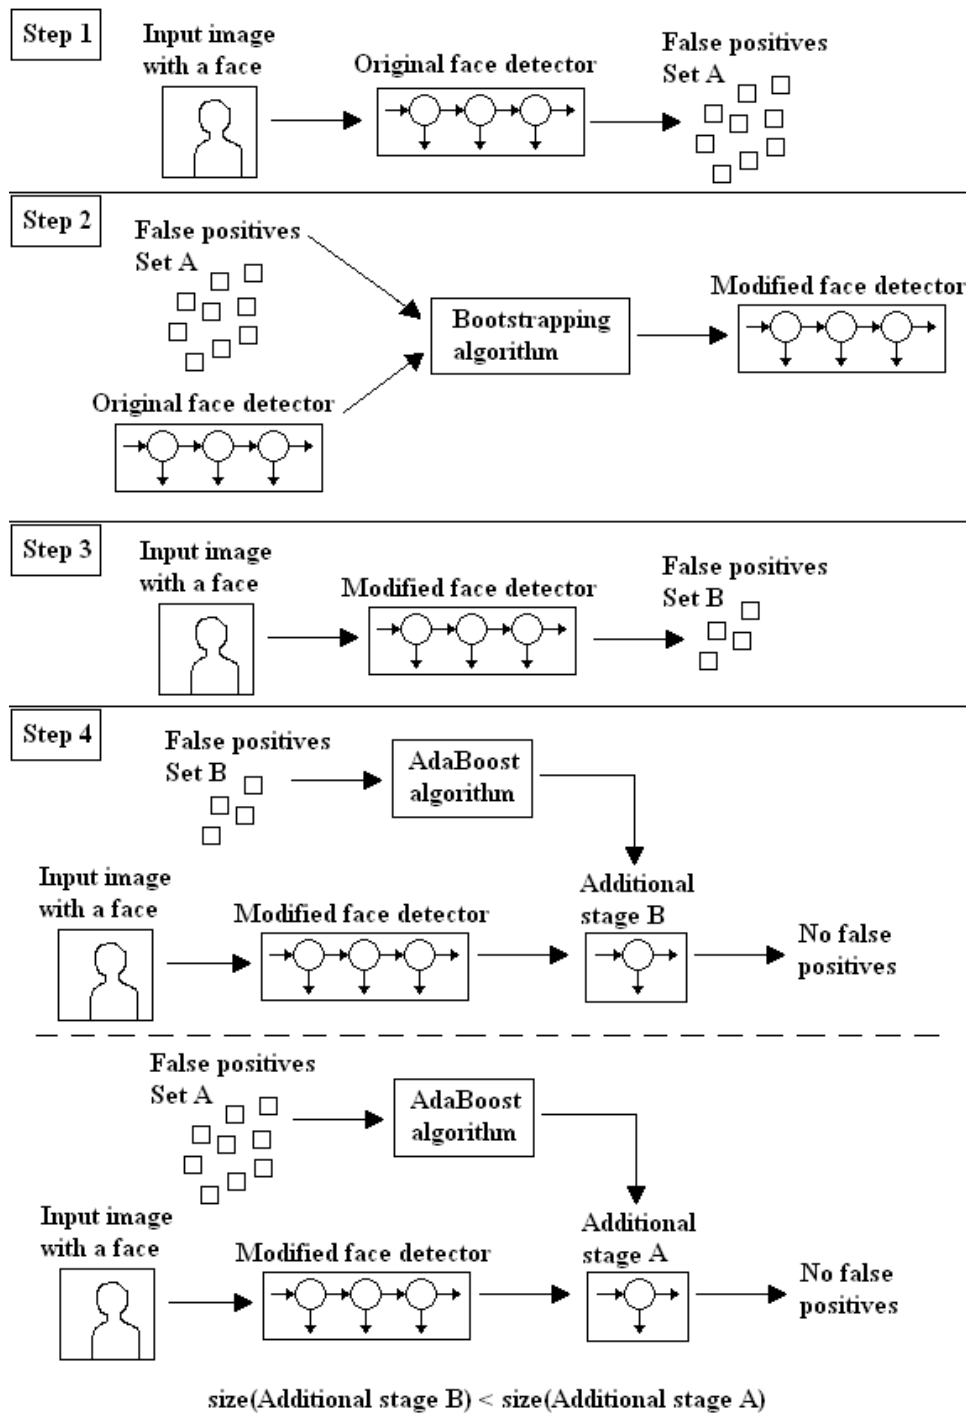 Step 1
Input image
with a face
Original face detector
False positives
Set A
Step 2
False positives
Set A
Original face detector
Bootstrapping
algorithm
Modified face detector
Step 3
Input image
with a face
Modified face detector
False positives
Set B
Step 4
False positives
Set B
AdaBoost
algorithm
Input image
with a face
Modified face detector
Additional
stage B
No false
positives
False positives
Set A
AdaBoost
algorithm
Input image
with a face
Modified face detector
Additional
stage A
No false
positives
size(Additional stage B) < size(Additional stage A)